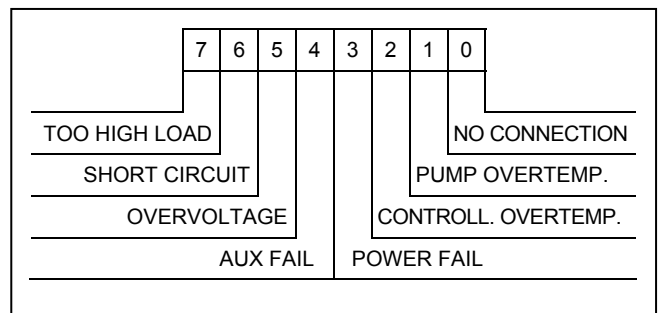 7 6 5 4 3 2 1 0
TOO HIGH LOAD NO CONNECTION
SHORT CIRCUIT PUMP OVERTEMP.
OVERVOLTAGE CONTROLL. OVERTEMP.
AUX FAIL POWER FAIL